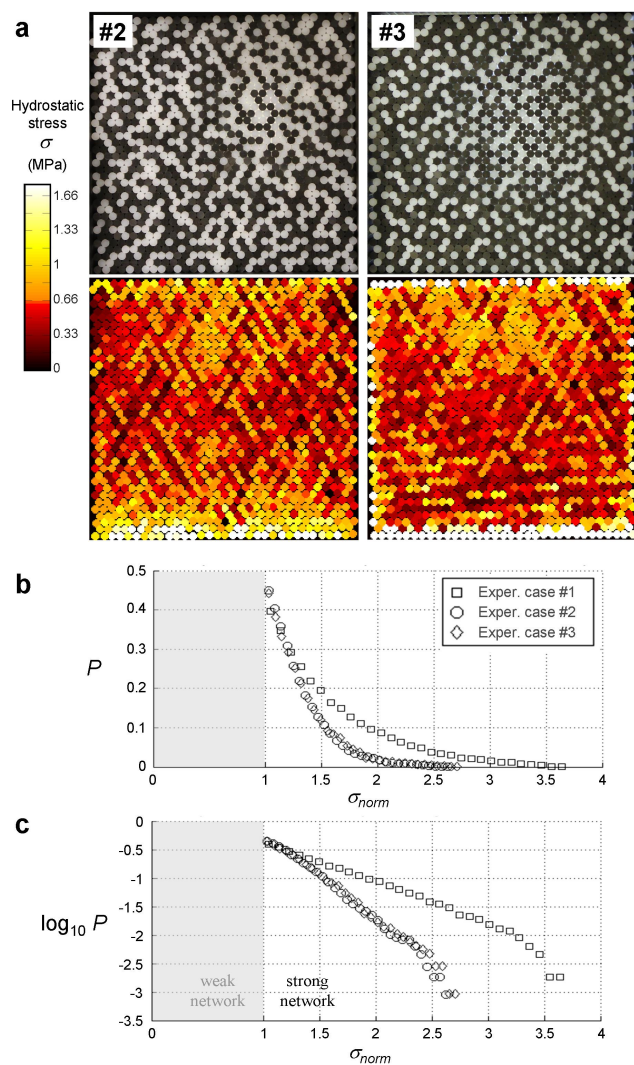 a
#2
#3
Hydrostatic
stress
σ
(MPa)
1.66
1.33
1
0.66
0.33
0
b
0.5
0.4
0.3
0.2
0.1
0
P
Exper. case #1
Exper. case #2
Exper. case #3
0 1 1.5 2 2.5 3 3.5 4
σnorm
c
0
-0.5
-1
-1.5
-2
-2.5
-3
-3.5
log10 P
weak
network
strong
network
0 1 1.5 2 2.5 3 3.5 4
σnorm